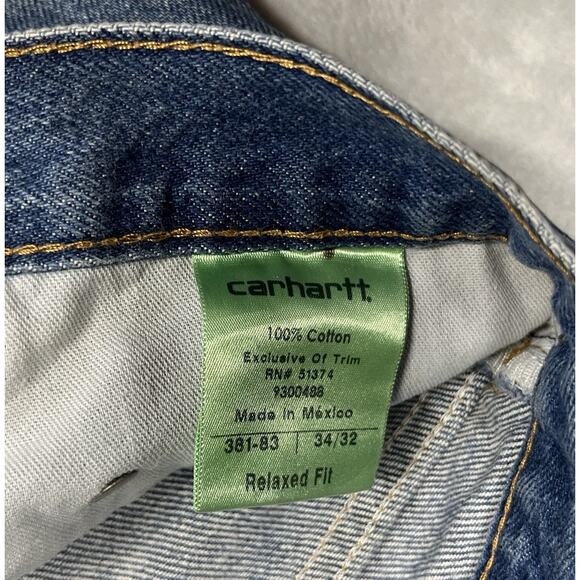 carhartt.
100% Cotton
Exclusive Of Trim
RN# 51374
9300488
Made in México
381-83 | 34/32
Relaxed Fit